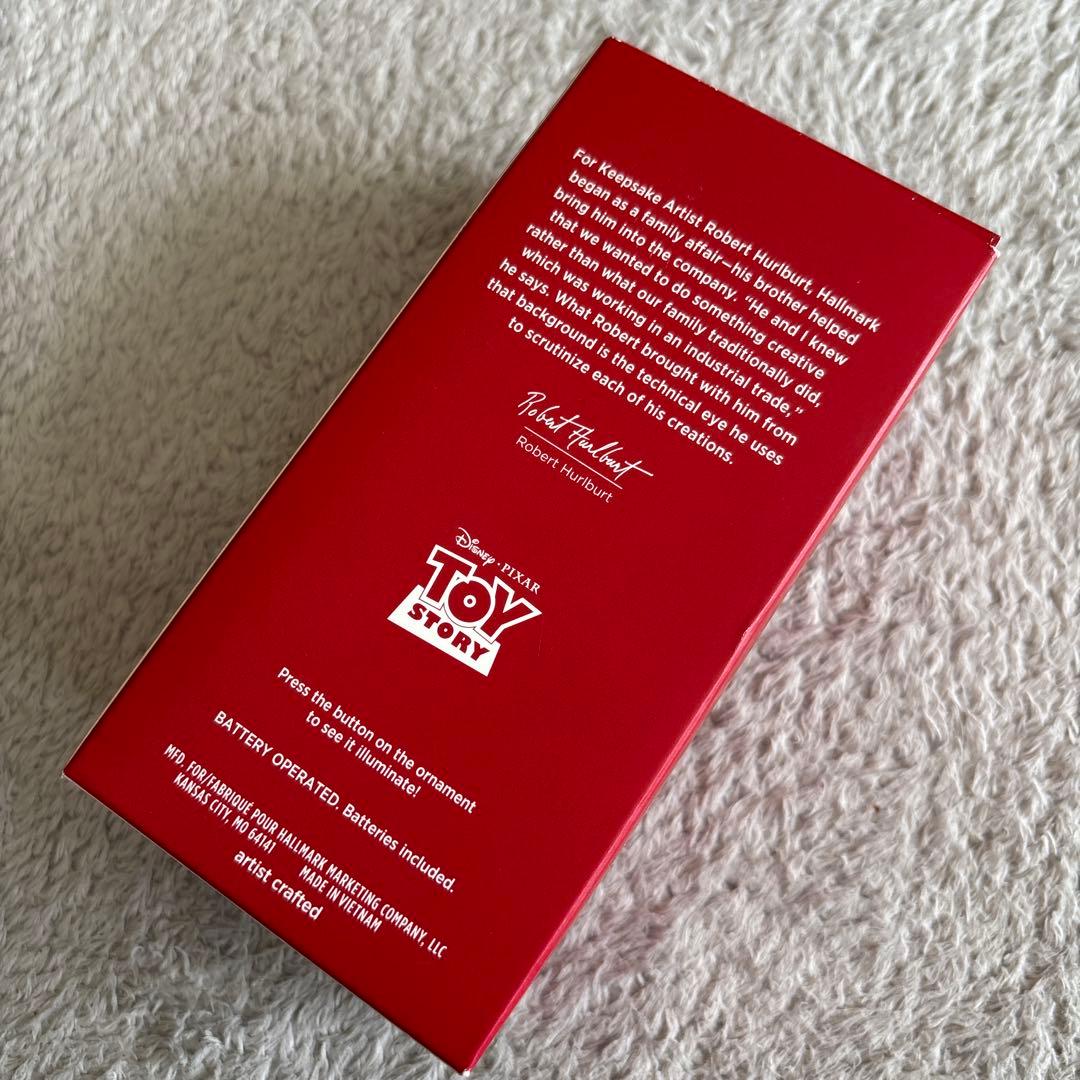 For Keepsake Artist Robert Hurlburt, Hallmark
began as a family affair—his brother helped
bring him into the company. “He and I knew
that we wanted to do something creative
rather than what our family traditionally did,
which was working in an industrial trade,”
he says. What Robert brought with him from
that background is the technical eye he uses
to scrutinize each of his creations.
Robert Hurlburt
Robert Hurlburt
Disney • PIXAR
TOY
STORY
Press the button on the ornament
to see it illuminate!
BATTERY OPERATED. Batteries included.
MFD. FOR/FABRIQUÉ POUR HALLMARK MARKETING COMPANY, LLC
KANSAS CITY, MO 64141 MADE IN VIETNAM
artist crafted